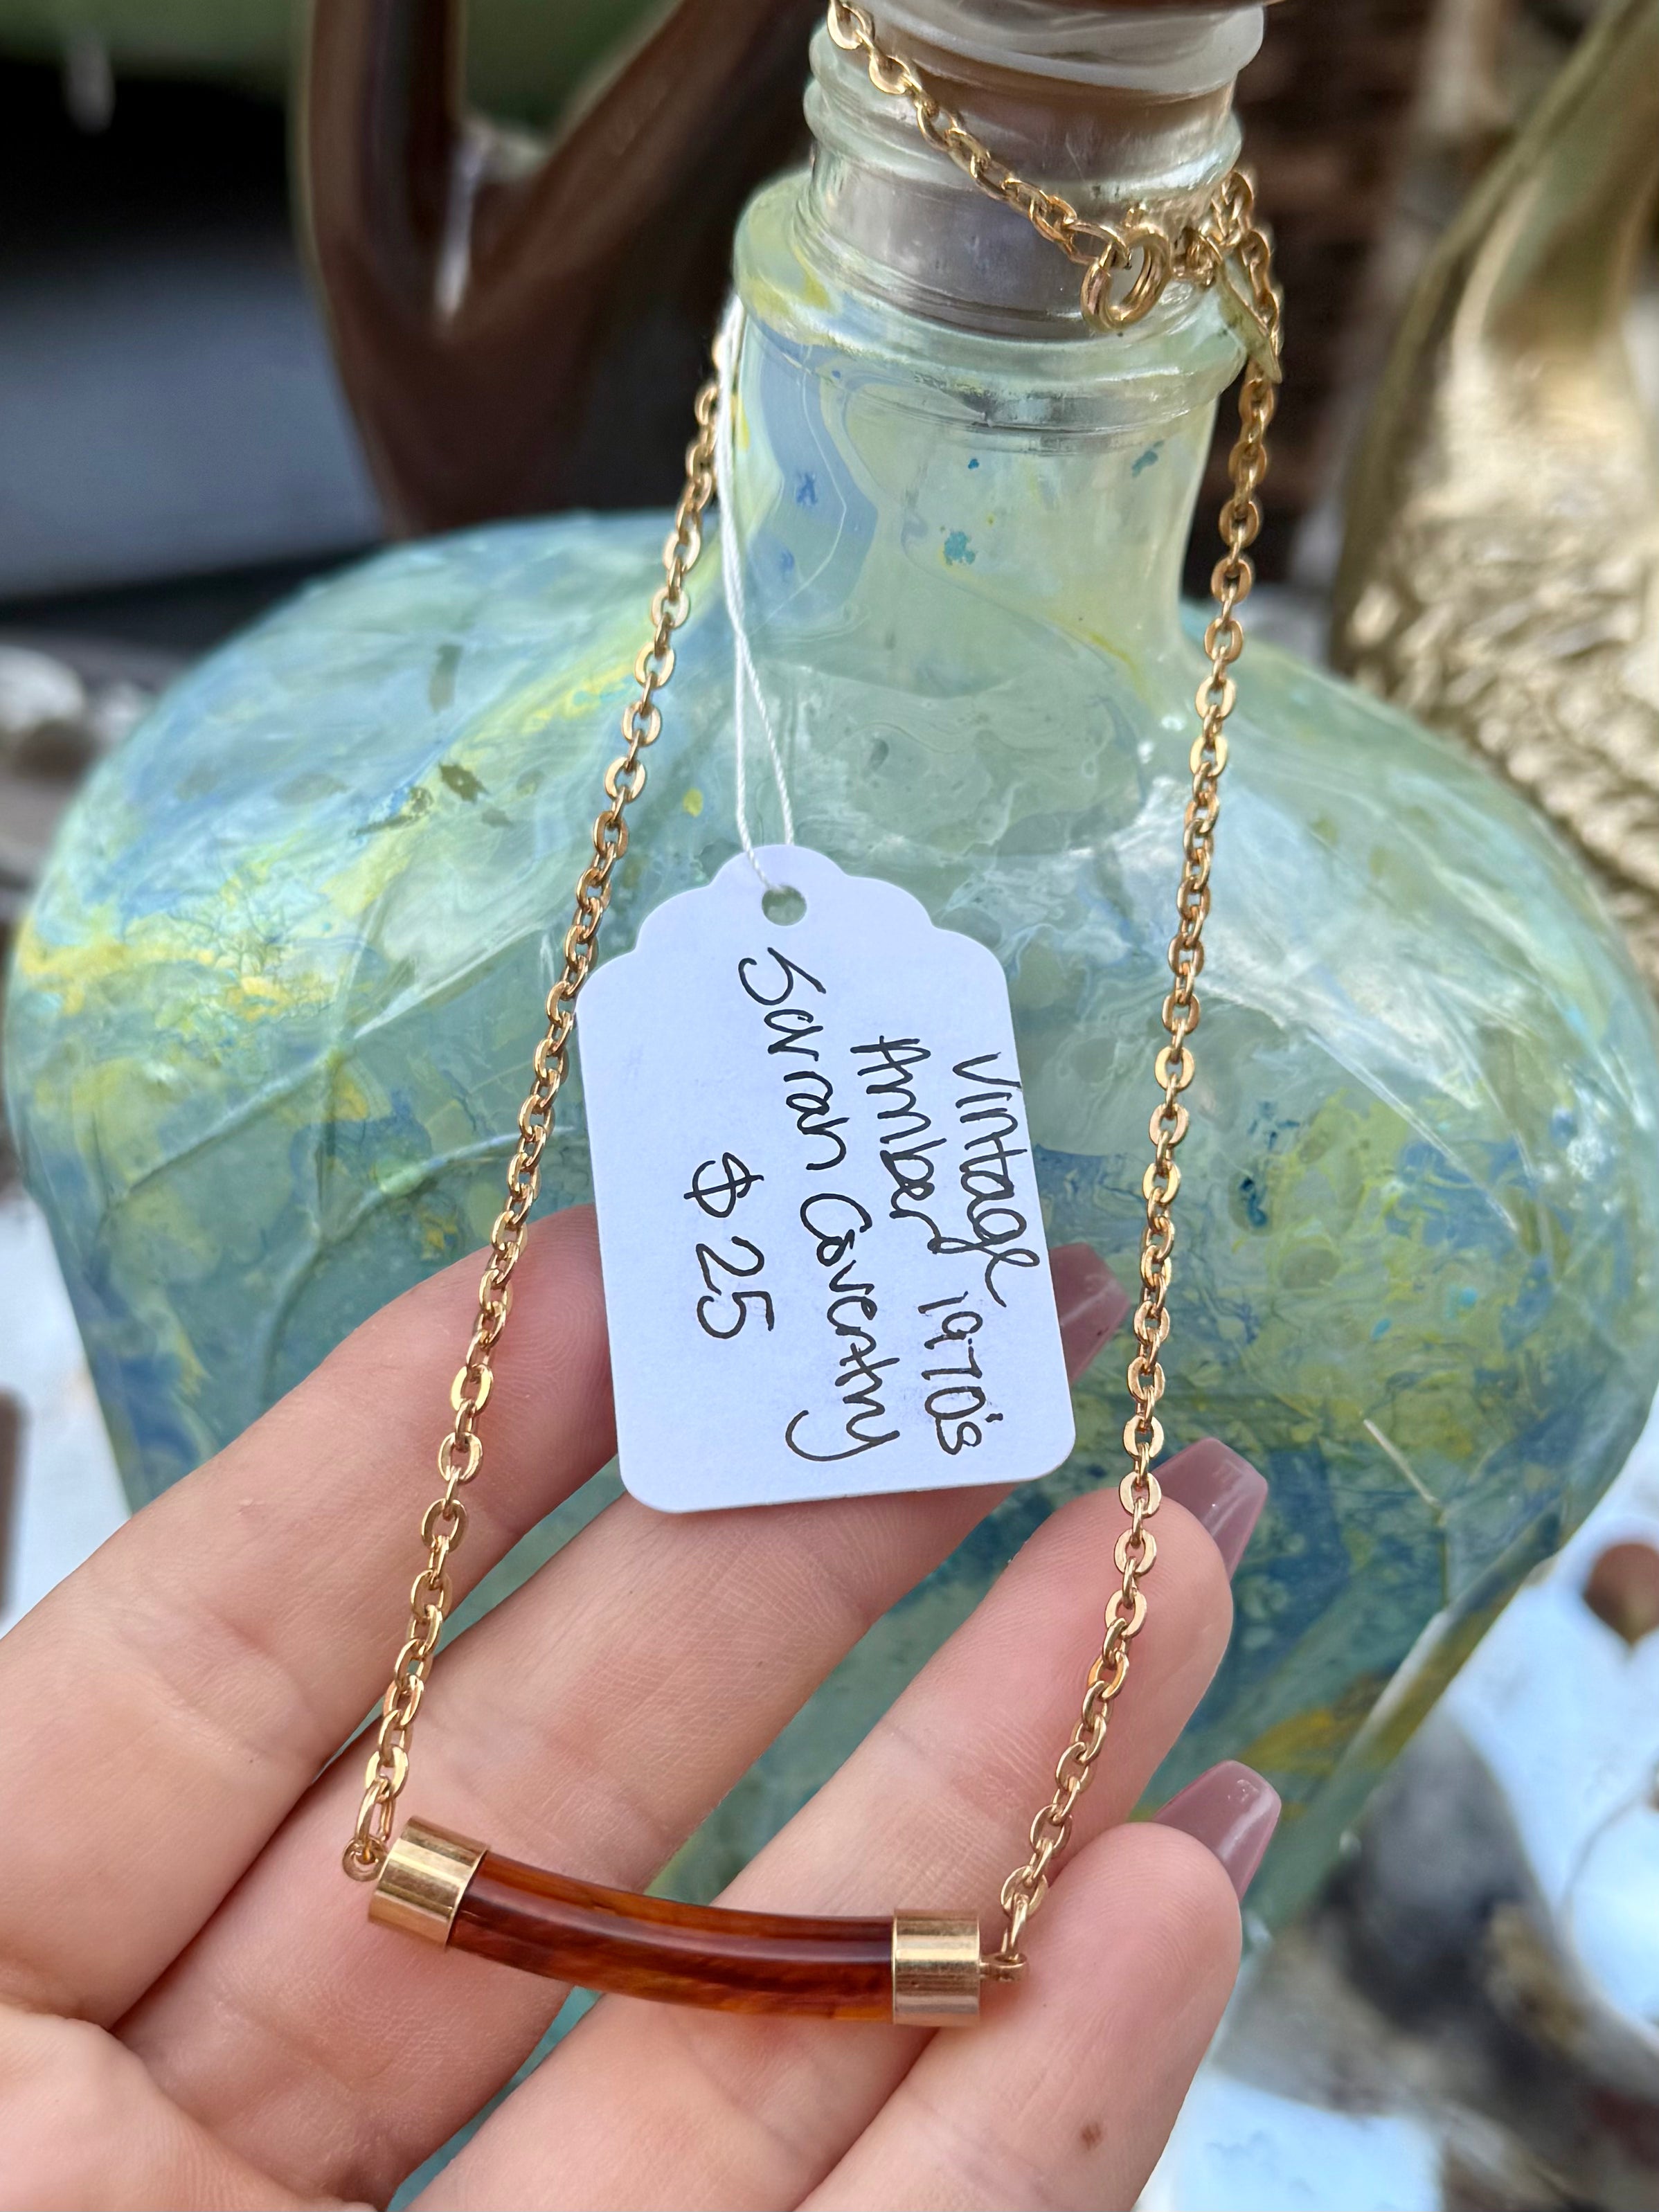 Vintage
Amber 1970's
Sarah Coventry
$25